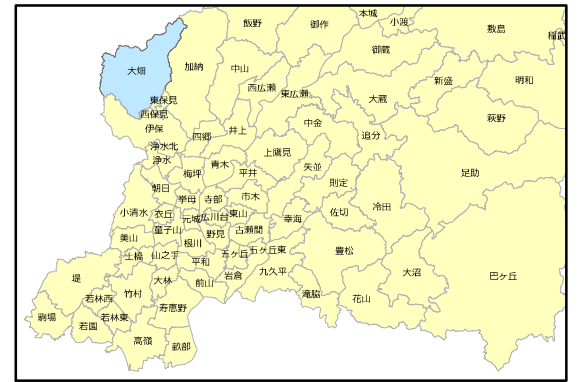 本城
小渡
飯野
御作
敷島
稲武
御蔵
加納
中山
大畑
新盛
明和
西広瀬
東広瀬
大蔵
東保見
西保見
萩野
伊保
中金
井上
四郷
追分
浄水北
浄水
上鷹見
青木
矢並
足助
梅坪
平井
則定
朝日
挙母
寺部
市木
冷田
小清水
衣丘
元城
広川台
東山
幸海
佐切
童子山
野見
古瀬間
美山
根川
土橋
山之手
五ヶ丘
五ヶ丘東
豊松
平和
堤
大林
前山
岩倉
九久平
大沼
巴ヶ丘
竹村
若林西
寿恵野
滝脇
花山
駒場
若園
若林東
高嶺
畝部